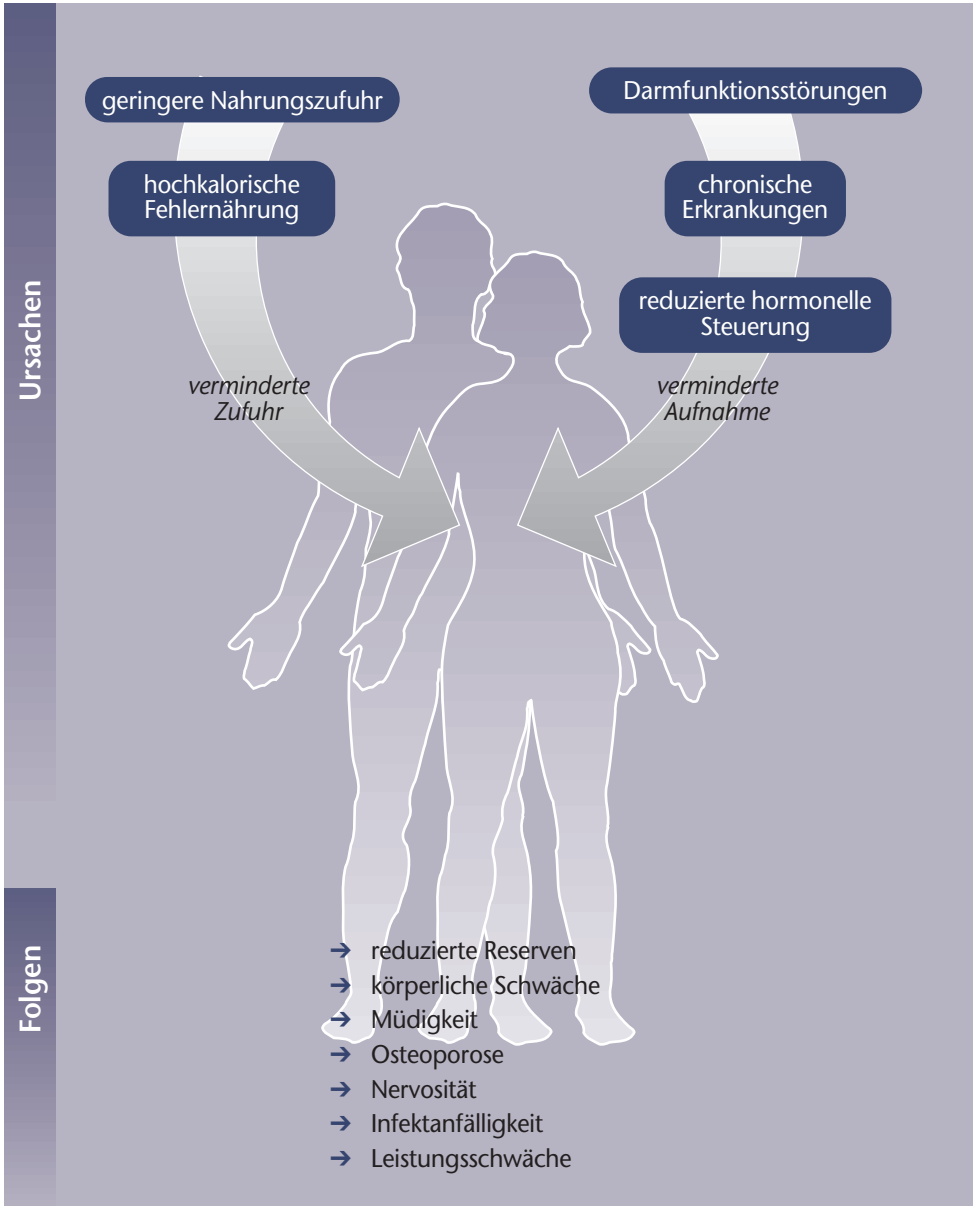 Ursachen
geringere Nahrungszufuhr
hochkalorische
Fehlernährung
verminderte
Zufuhr
Darmfunktionsstörungen
chronische
Erkrankungen
reduzierte hormonelle
Steuerung
verminderte
Aufnahme
Folgen
➔ reduzierte Reserven
➔ körperliche Schwäche
➔ Müdigkeit
➔ Osteoporose
➔ Nervosität
➔ Infektanfälligkeit
➔ Leistungsschwäche